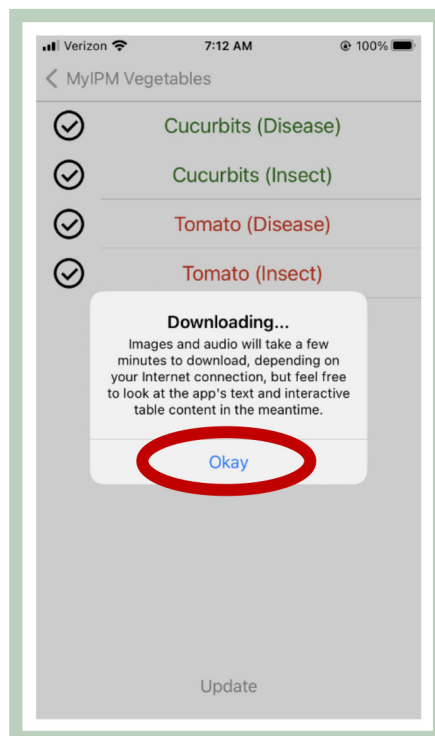 Verizon 7:12 AM 100%
MyIPM Vegetables
Cucurbits (Disease)
Cucurbits (Insect)
Tomato (Disease)
Tomato (Insect)
Downloading...
Images and audio will take a few
minutes to download, depending on
your Internet connection, but feel free
to look at the app's text and interactive
table content in the meantime.
Okay
Update